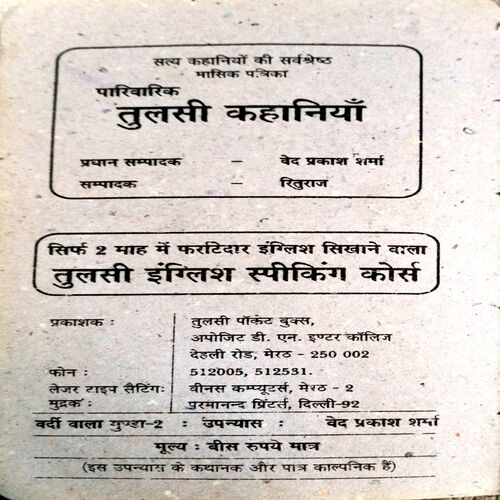 सत्य कहानियों की सर्वश्रेष्ठ
मासिक पत्रिका
पारिवारिक
तुलसी कहानियाँ
प्रधान सम्पादक – वेद प्रकाश शर्मा
सम्पादक – रितुराज
सिर्फ 2 माह में फर्राटेदार इंग्लिश सिखाने वाला
तुलसी इंग्लिश स्पीकिंग कोर्स
प्रकाशक : तुलसी पॉकेट बुक्स,
अपोजिट डी. एन. इण्टर कॉलिज
देहली रोड, मेरठ - 250 002
फोन : 512005, 512531.
लेजर टाइप सैटिंग: वीनस कम्प्यूटर्स, मेरठ - 2
मुद्रक : परमानन्द प्रिंटर्स, दिल्ली-92
वर्दी वाला गुण्डा-2 : उपन्यास : वेद प्रकाश शर्मा
मूल्य : बीस रुपये मात्र
(इस उपन्यास के कथानक और पात्र काल्पनिक हैं)